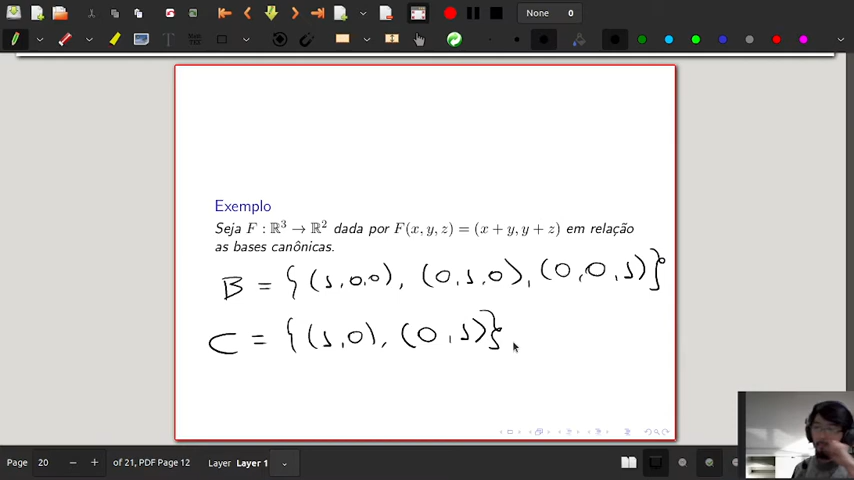 None 0
T
Exemplo
Seja F : ℝ³ → ℝ² dada por F(x, y, z) = (x + y, y + z) em relação
as bases canônicas.
B = {(1,0,0), (0,1,0), (0,0,1)}
C = {(1,0), (0,1)}
Page 20 − + of 21, PDF Page 12 Layer Layer 1